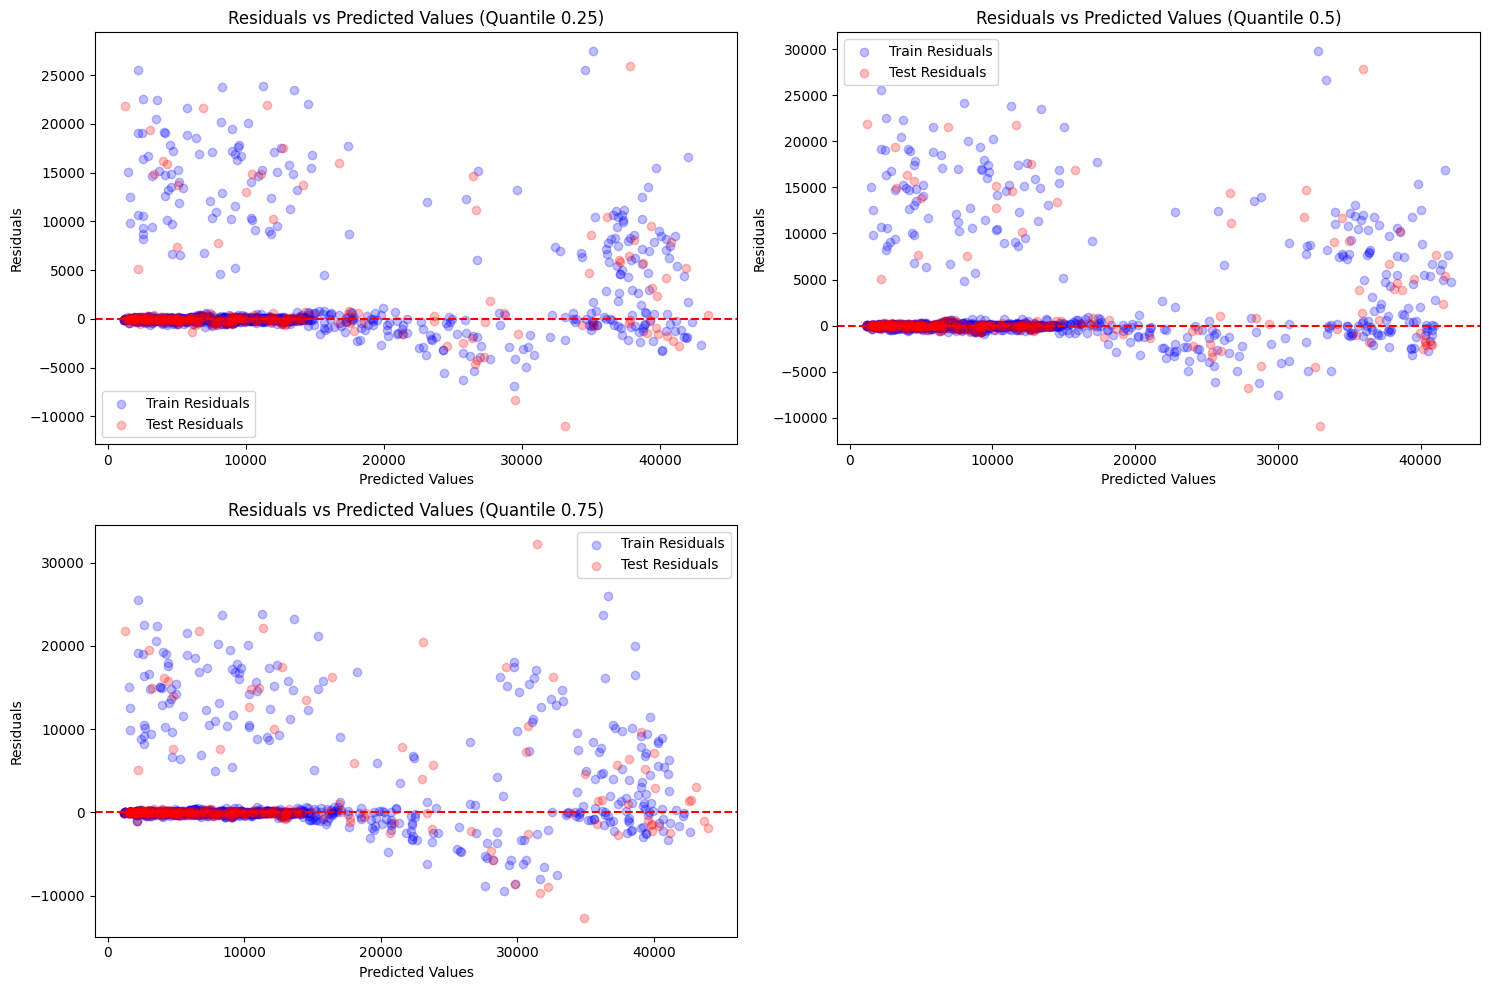 Residuals vs Predicted Values (Quantile 0.25)
Residuals
25000
20000
15000
10000
5000
0
−5000
−10000
Train Residuals
Test Residuals
0
10000
20000
30000
40000
Predicted Values
Residuals vs Predicted Values (Quantile 0.5)
Residuals
30000
25000
20000
15000
10000
5000
0
−5000
−10000
Train Residuals
Test Residuals
0
10000
20000
30000
40000
Predicted Values
Residuals vs Predicted Values (Quantile 0.75)
Residuals
30000
20000
10000
0
−10000
Train Residuals
Test Residuals
0
10000
20000
30000
40000
Predicted Values